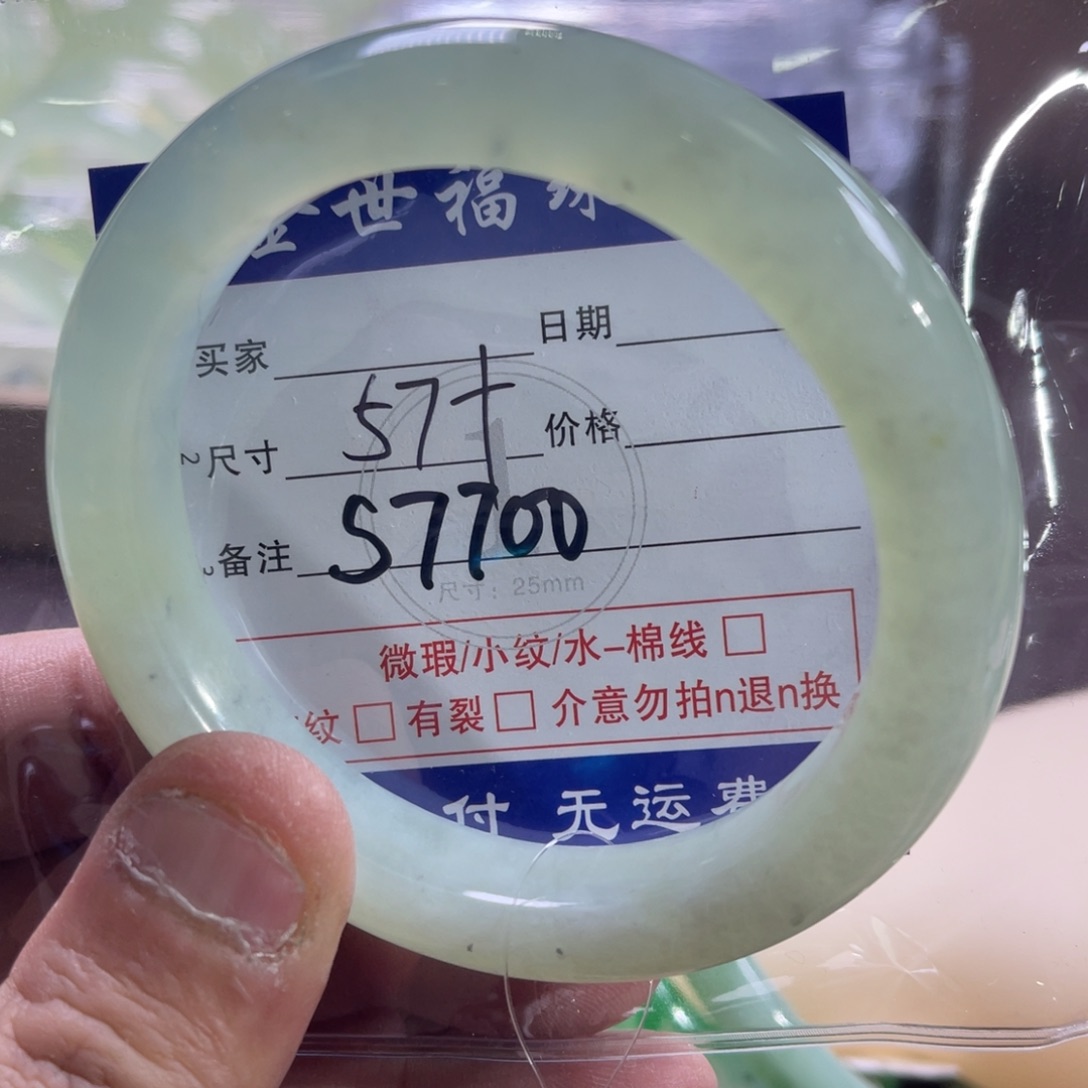 世福
买家 日期
尺寸 57+ 价格
备注 S7700
尺寸：25mm
微瑕/小纹/水-棉线 □
纹 □ 有裂 □ 介意勿拍n退n换
付 无运费